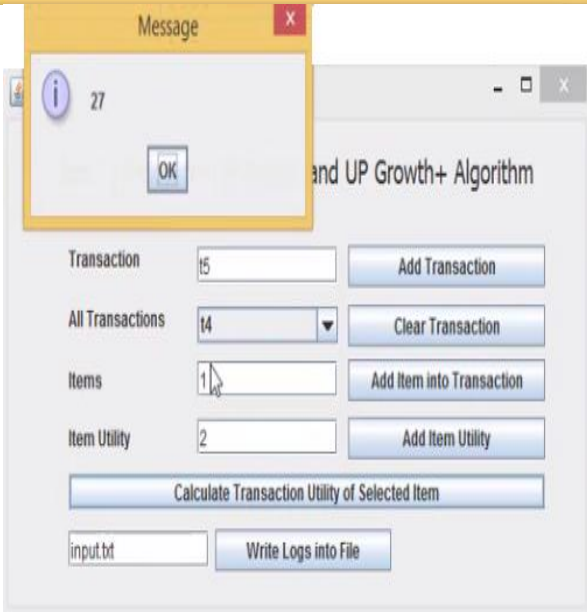 Message
X
i
27
OK
and UP Growth+ Algorithm
Transaction t5 Add Transaction
All Transactions t4 Clear Transaction
Items 1 Add Item into Transaction
Item Utility 2 Add Item Utility
Calculate Transaction Utility of Selected Item
input.txt Write Logs into File